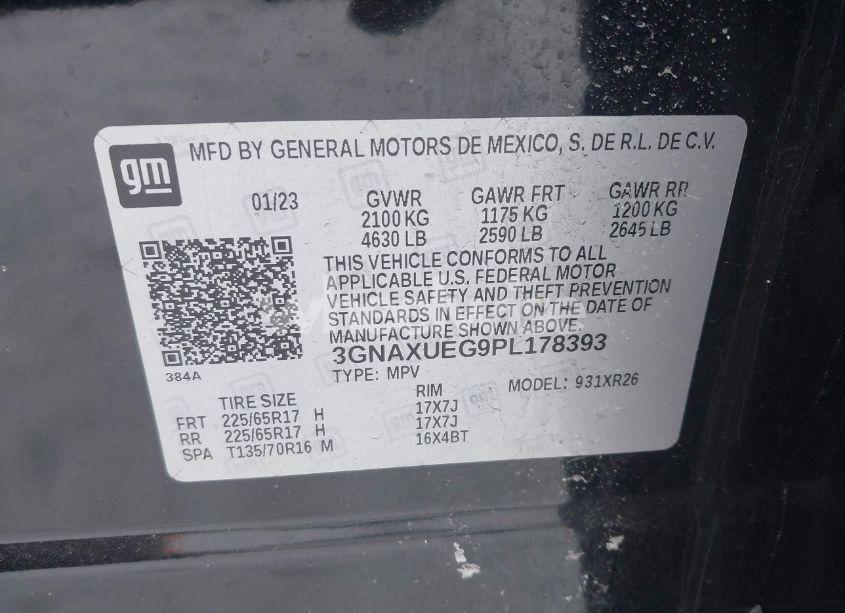 gm
MFD BY GENERAL MOTORS DE MEXICO, S. DE R.L. DE C.V.
01/23 GVWR GAWR FRT GAWR RR
2100 KG 1175 KG 1200 KG
4630 LB 2590 LB 2645 LB
THIS VEHICLE CONFORMS TO ALL
APPLICABLE U.S. FEDERAL MOTOR
VEHICLE SAFETY AND THEFT PREVENTION
STANDARDS IN EFFECT ON THE DATE OF
MANUFACTURE SHOWN ABOVE.
3GNAXUEG9PL178393
384A
TYPE: MPV MODEL: 931XR26
TIRE SIZE RIM
FRT 225/65R17 H 17X7J
RR 225/65R17 H 17X7J
SPA T135/70R16 M 16X4BT